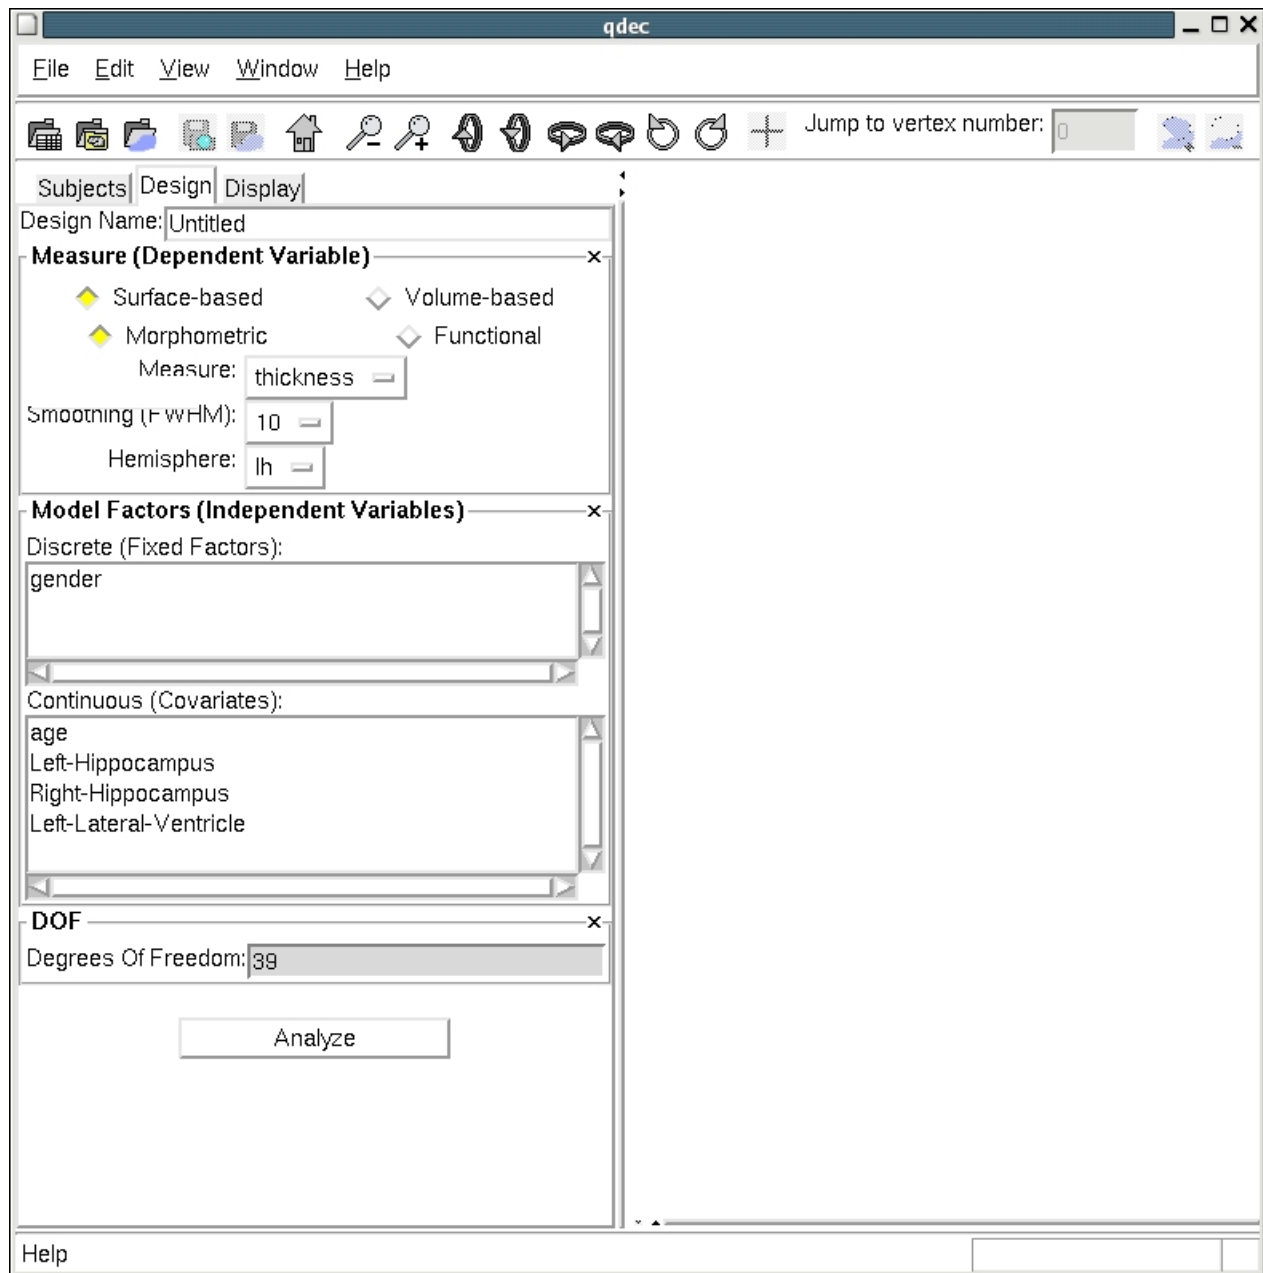 qdec
File Edit View Window Help
Jump to vertex number: 0
Subjects Design Display
Design Name: Untitled
Measure (Dependent Variable)
Surface-based Volume-based
Morphometric Functional
Measure: thickness
Smoothing (FWHM): 10
Hemisphere: lh
Model Factors (Independent Variables)
Discrete (Fixed Factors):
gender
Continuous (Covariates):
age
Left-Hippocampus
Right-Hippocampus
Left-Lateral-Ventricle
DOF
Degrees Of Freedom: 39
Analyze
Help